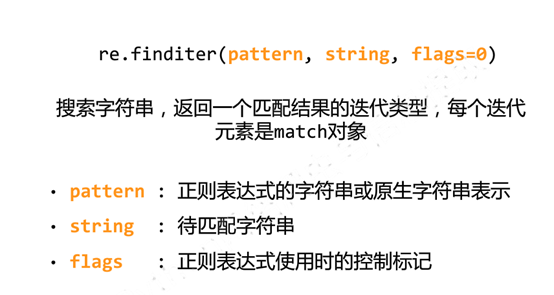 re.finditer(pattern, string, flags=0)
搜索字符串，返回一个匹配结果的迭代类型，每个迭代
元素是match对象
• pattern : 正则表达式的字符串或原生字符串表示
• string : 待匹配字符串
• flags : 正则表达式使用时的控制标记